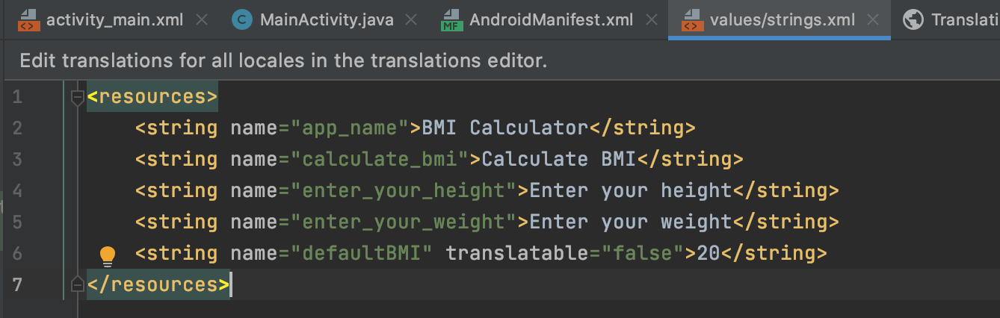 activity_main.xml MainActivity.java AndroidManifest.xml values/strings.xml Translati
Edit translations for all locales in the translations editor.
1 <resources>
2 <string name="app_name">BMI Calculator</string>
3 <string name="calculate_bmi">Calculate BMI</string>
4 <string name="enter_your_height">Enter your height</string>
5 <string name="enter_your_weight">Enter your weight</string>
6 <string name="defaultBMI" translatable="false">20</string>
7 </resources>